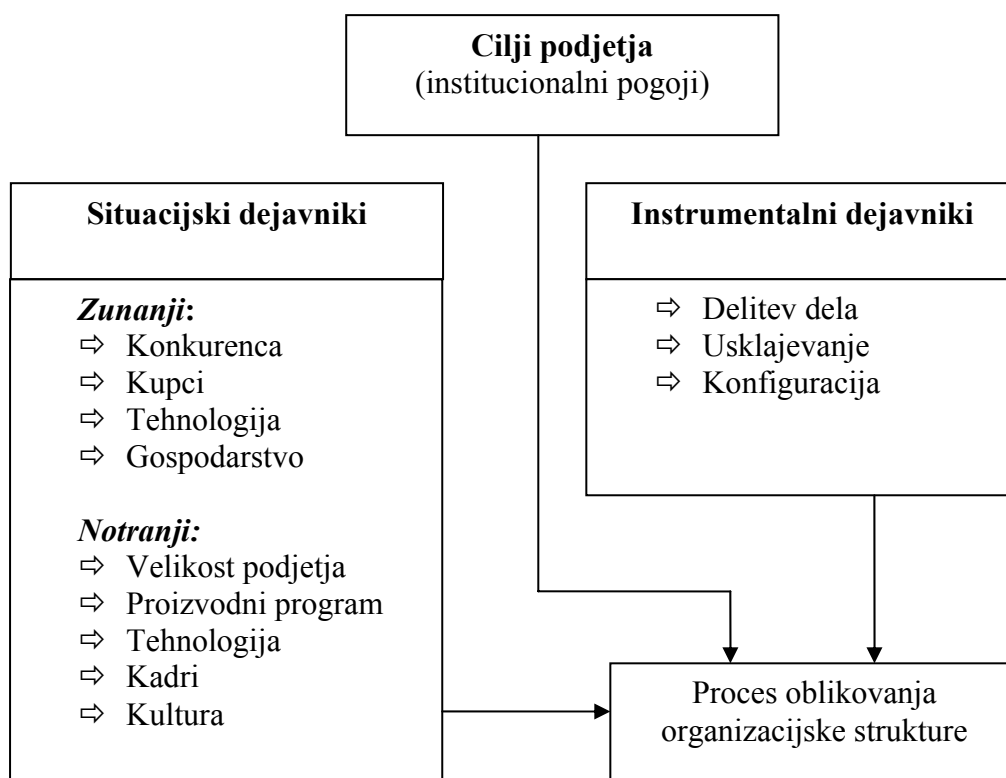 Cilji podjetja
(institucionalni pogoji)
Situacijski dejavniki
Zunanji:
⇨ Konkurenca
⇨ Kupci
⇨ Tehnologija
⇨ Gospodarstvo
Notranji:
⇨ Velikost podjetja
⇨ Proizvodni program
⇨ Tehnologija
⇨ Kadri
⇨ Kultura
Instrumentalni dejavniki
⇨ Delitev dela
⇨ Usklajevanje
⇨ Konfiguracija
Proces oblikovanja
organizacijske strukture